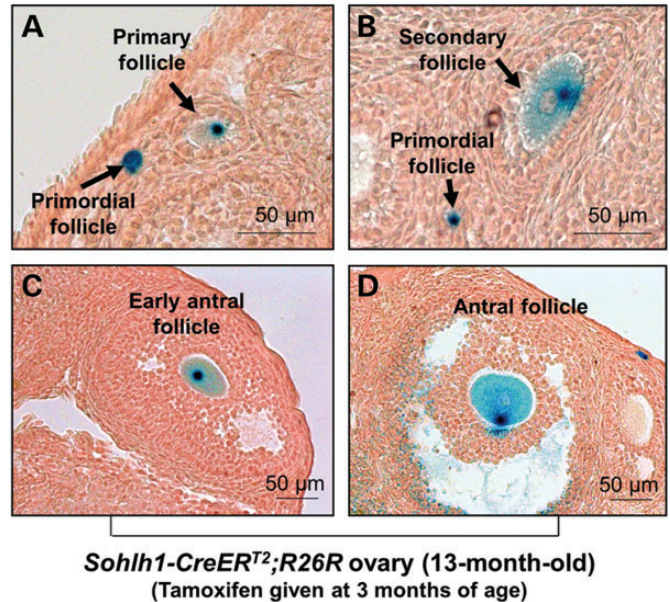 A
Primary
follicle
Primordial
follicle
50 μm
B
Secondary
follicle
Primordial
follicle
50 μm
C
Early antral
follicle
50 μm
D
Antral follicle
50 μm
Sohlh1-CreERT2;R26R ovary (13-month-old)
(Tamoxifen given at 3 months of age)